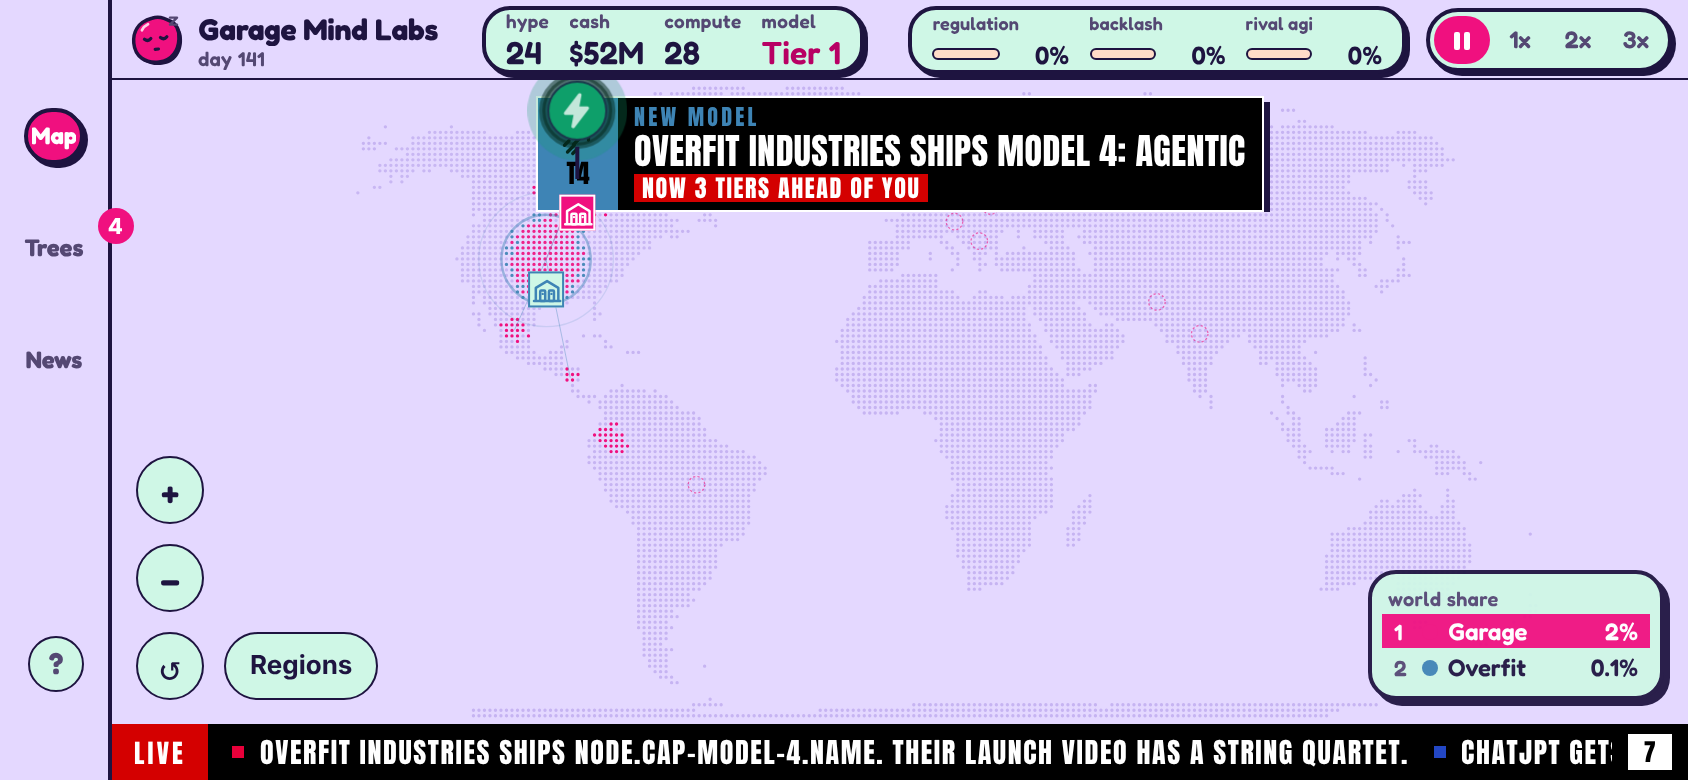 Garage Mind Labs
day 141
hype cash compute model
24 $52M 28 Tier 1
regulation backlash rival agi
0% 0% 0%
1x 2x 3x
Map
4
Trees
News
NEW MODEL
OVERFIT INDUSTRIES SHIPS MODEL 4: AGENTIC
T4
NOW 3 TIERS AHEAD OF YOU
+
−
↺ Regions
?
world share
1 Garage 2%
2 Overfit 0.1%
LIVE OVERFIT INDUSTRIES SHIPS NODE.CAP-MODEL-4.NAME. THEIR LAUNCH VIDEO HAS A STRING QUARTET. CHATJPT GETS 7